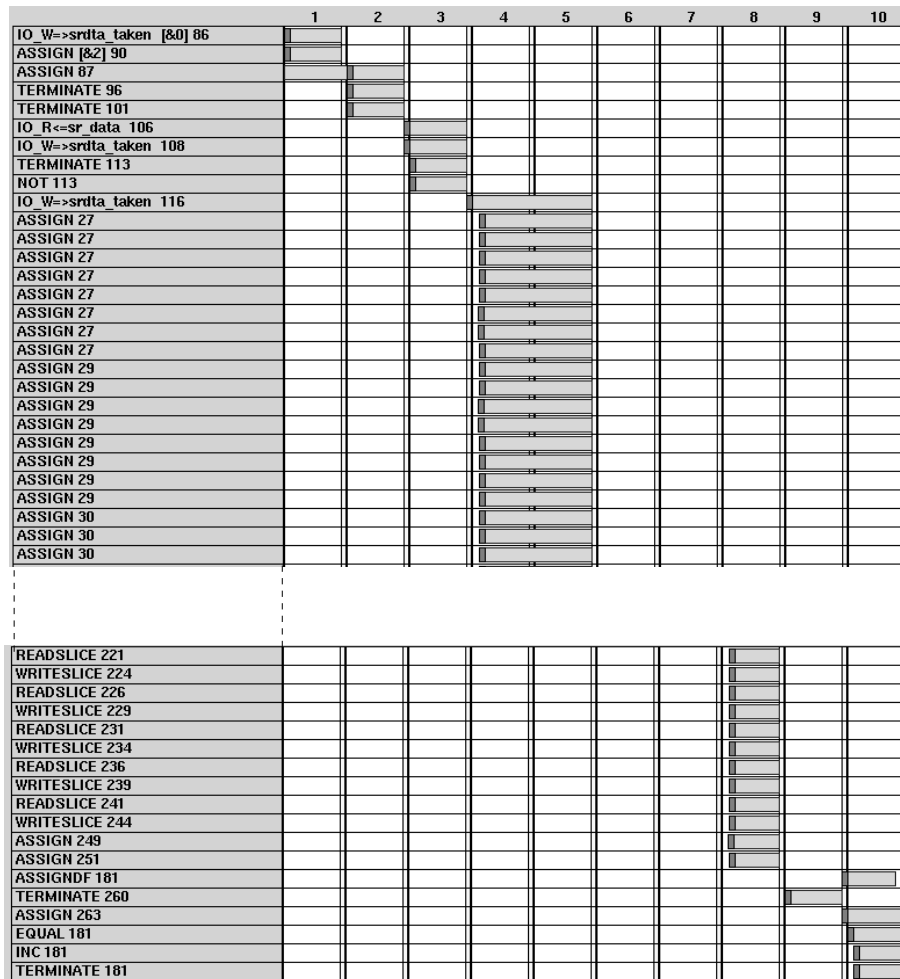 1 2 3 4 5 6 7 8 9 10
IO_W=>srdta_taken [&0] 86
ASSIGN [&2] 90
ASSIGN 87
TERMINATE 96
TERMINATE 101
IO_R<=sr_data 106
IO_W=>srdta_taken 108
TERMINATE 113
NOT 113
IO_W=>srdta_taken 116
ASSIGN 27
ASSIGN 27
ASSIGN 27
ASSIGN 27
ASSIGN 27
ASSIGN 27
ASSIGN 27
ASSIGN 27
ASSIGN 29
ASSIGN 29
ASSIGN 29
ASSIGN 29
ASSIGN 29
ASSIGN 29
ASSIGN 29
ASSIGN 29
ASSIGN 30
ASSIGN 30
ASSIGN 30
READSLICE 221
WRITESLICE 224
READSLICE 226
WRITESLICE 229
READSLICE 231
WRITESLICE 234
READSLICE 236
WRITESLICE 239
READSLICE 241
WRITESLICE 244
ASSIGN 249
ASSIGN 251
ASSIGNDF 181
TERMINATE 260
ASSIGN 263
EQUAL 181
INC 181
TERMINATE 181